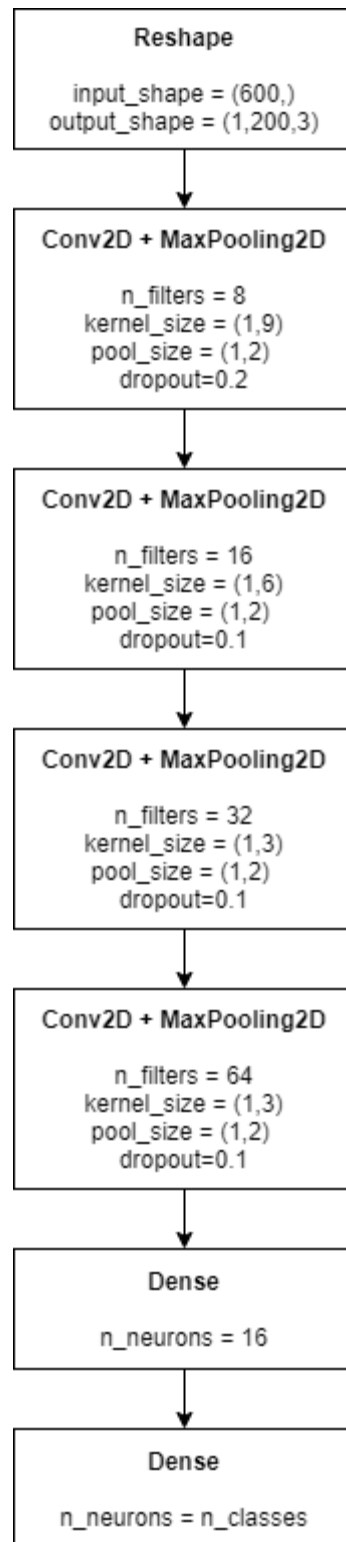 Reshape
input_shape = (600,)
output_shape = (1,200,3)
Conv2D + MaxPooling2D
n_filters = 8
kernel_size = (1,9)
pool_size = (1,2)
dropout=0.2
Conv2D + MaxPooling2D
n_filters = 16
kernel_size = (1,6)
pool_size = (1,2)
dropout=0.1
Conv2D + MaxPooling2D
n_filters = 32
kernel_size = (1,3)
pool_size = (1,2)
dropout=0.1
Conv2D + MaxPooling2D
n_filters = 64
kernel_size = (1,3)
pool_size = (1,2)
dropout=0.1
Dense
n_neurons = 16
Dense
n_neurons = n_classes